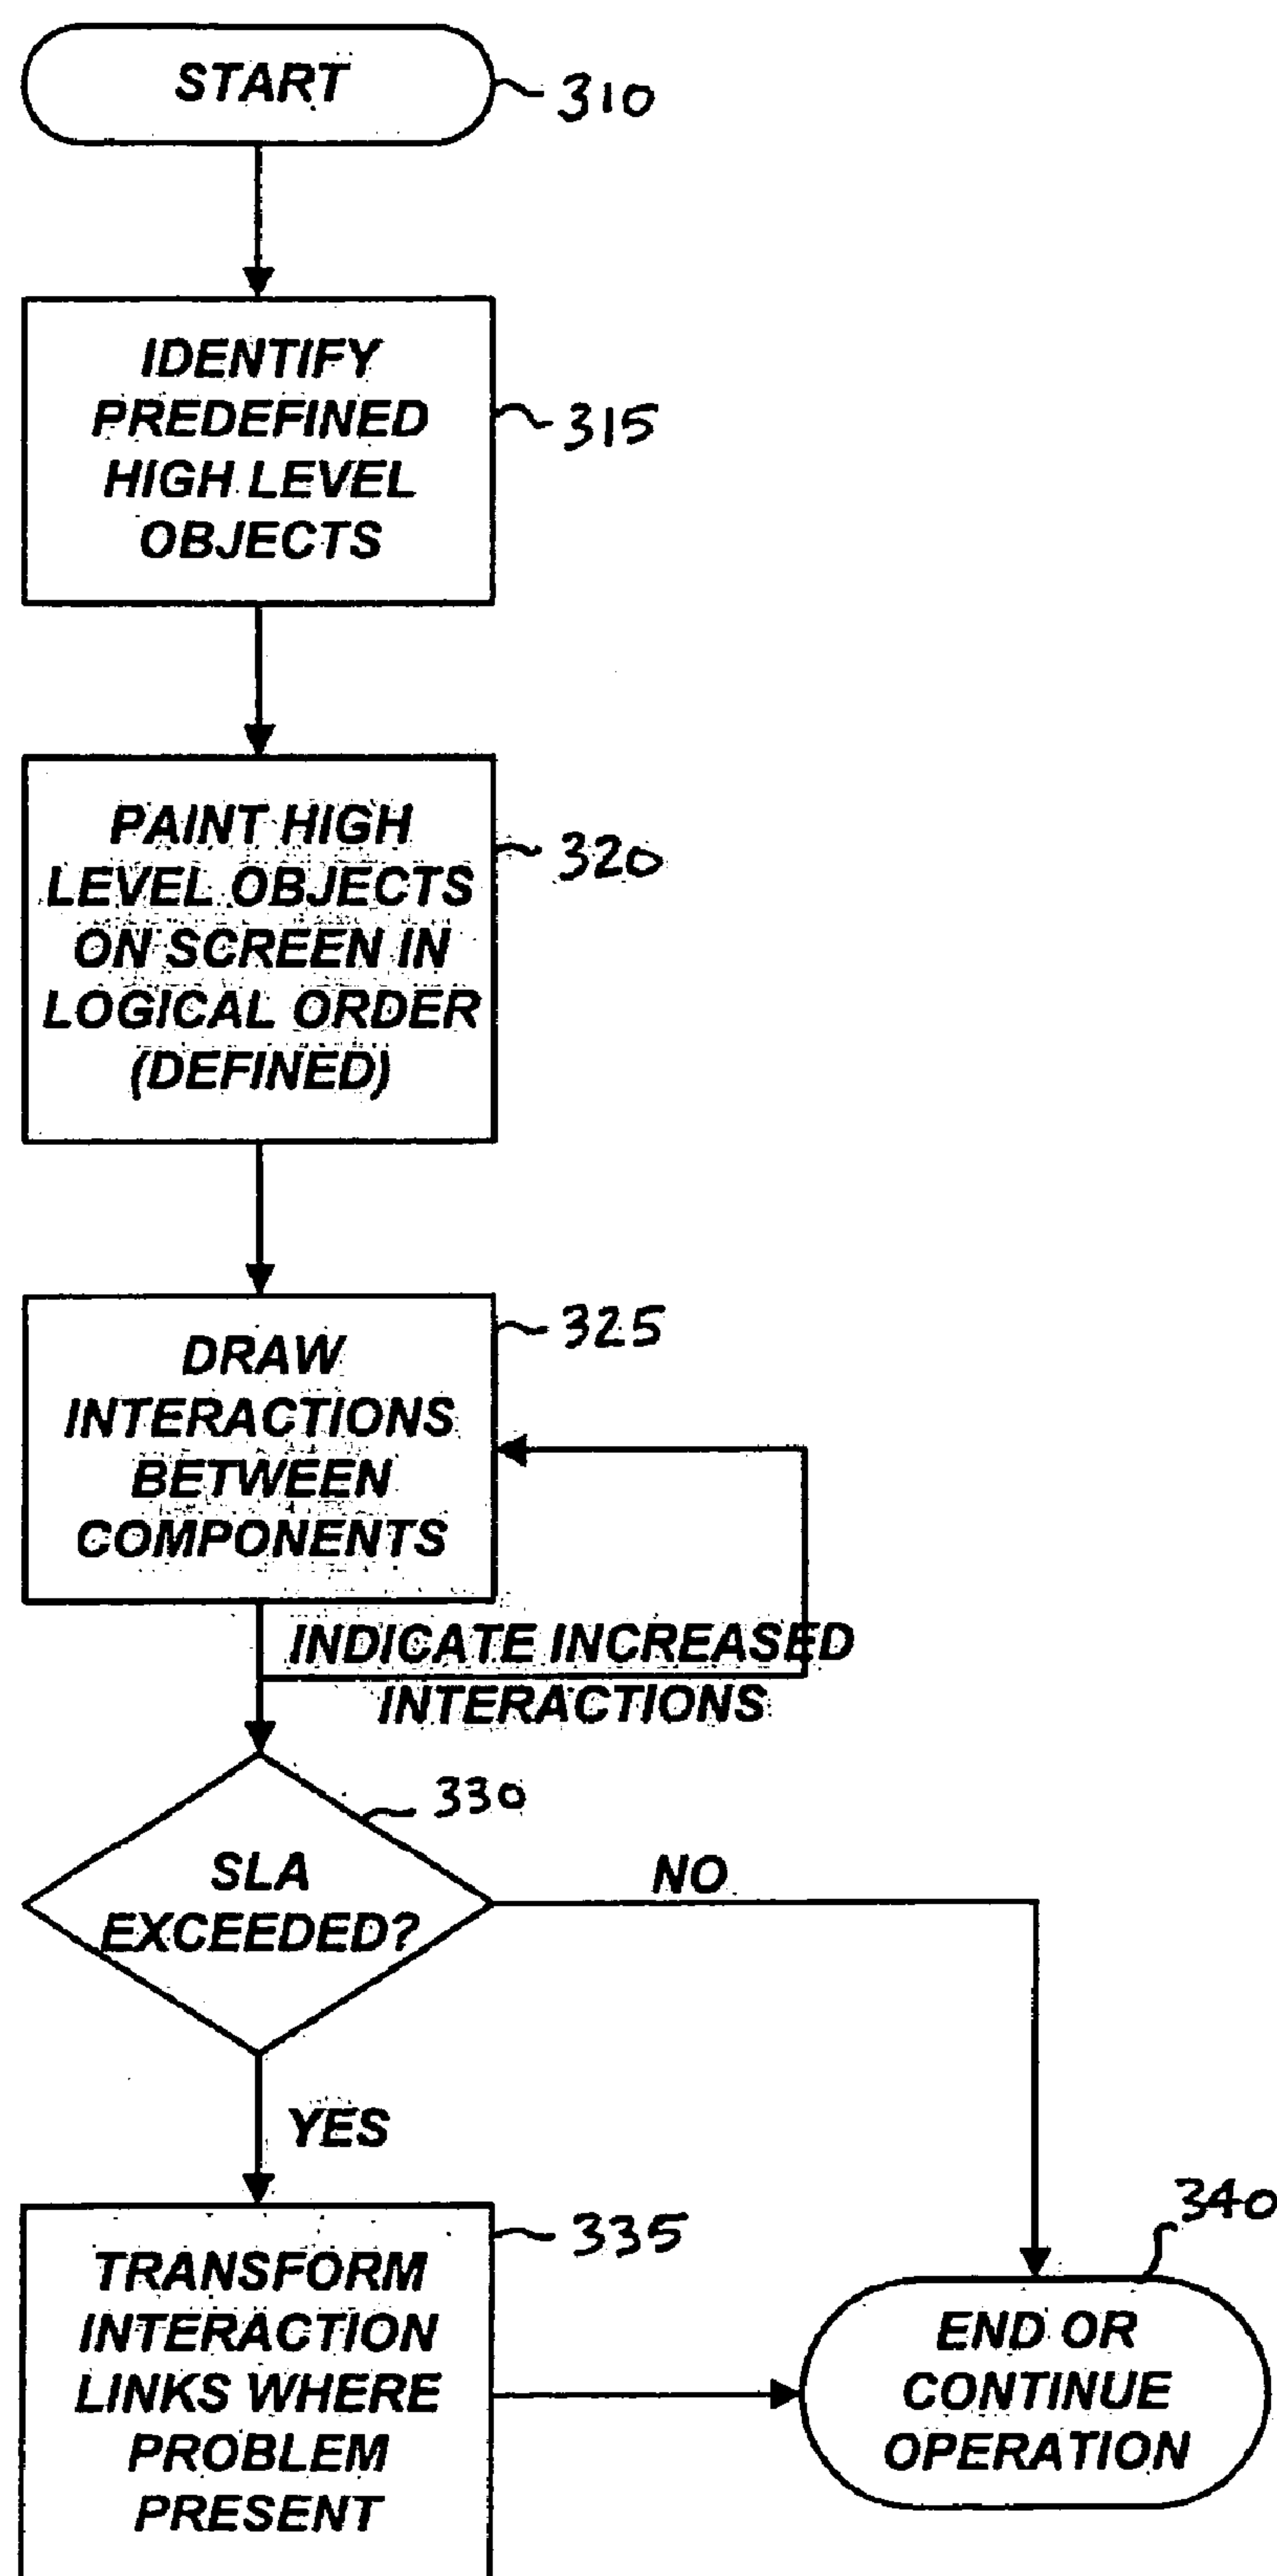 START
310
IDENTIFY
PREDEFINED
HIGH LEVEL
OBJECTS
315
PAINT HIGH
LEVEL OBJECTS
ON SCREEN IN
LOGICAL ORDER
(DEFINED)
320
DRAW
INTERACTIONS
BETWEEN
COMPONENTS
325
INDICATE INCREASED
INTERACTIONS
SLA
EXCEEDED?
330
NO
YES
TRANSFORM
INTERACTION
LINKS WHERE
PROBLEM
PRESENT
335
END OR
CONTINUE
OPERATION
340